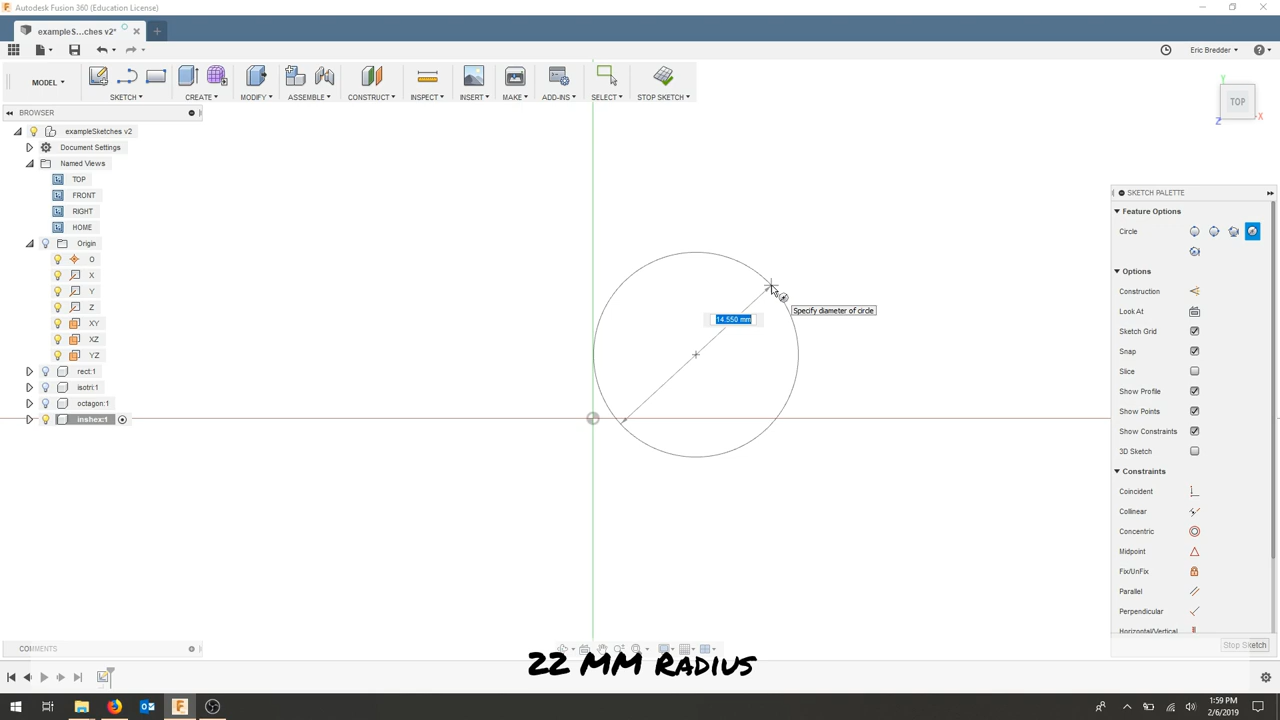 Autodesk Fusion 360 (Education License)
exampleS...ches v2*
Eric Bredder
MODEL
SKETCH
CREATE
MODIFY
ASSEMBLE
CONSTRUCT
INSPECT
INSERT
MAKE
ADD-INS
SELECT
STOP SKETCH
BROWSER
exampleSketches v2
Document Settings
Named Views
TOP
FRONT
RIGHT
HOME
Origin
O
X
Y
Z
XY
XZ
YZ
rect:1
isotri:1
octagon:1
inshex:1
Y
TOP
Z
X
14.550 mm
Specify diameter of circle
SKETCH PALETTE
Feature Options
Circle
Options
Construction
Look At
Sketch Grid
Snap
Slice
Show Profile
Show Points
Show Constraints
3D Sketch
Constraints
Coincident
Collinear
Concentric
Midpoint
Fix/UnFix
Parallel
Perpendicular
Horizontal/Vertical
Stop Sketch
COMMENTS
22 MM RADIUS
1:59 PM
2/6/2019